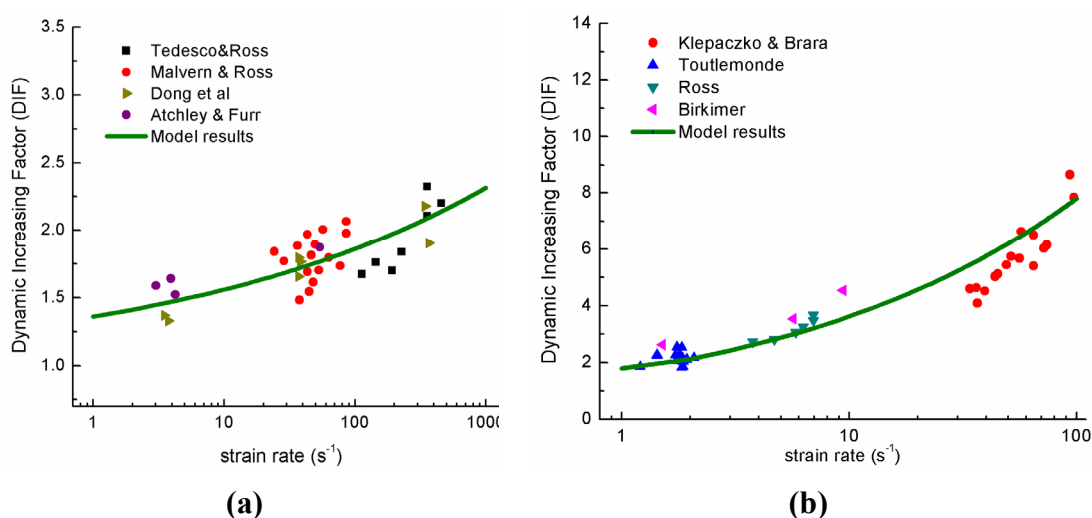 3.5
3.0
2.5
2.0
1.5
1.0
Dynamic Increasing Factor (DIF)
Tedesco&Ross
Malvern & Ross
Dong et al
Atchley & Furr
Model results
1
10
100
1000
strain rate (s⁻¹)
(a)
14
12
10
8
6
4
2
0
Dynamic Increasing Factor (DIF)
Klepaczko & Brara
Toutlemonde
Ross
Birkimer
Model results
1
10
100
strain rate (s⁻¹)
(b)